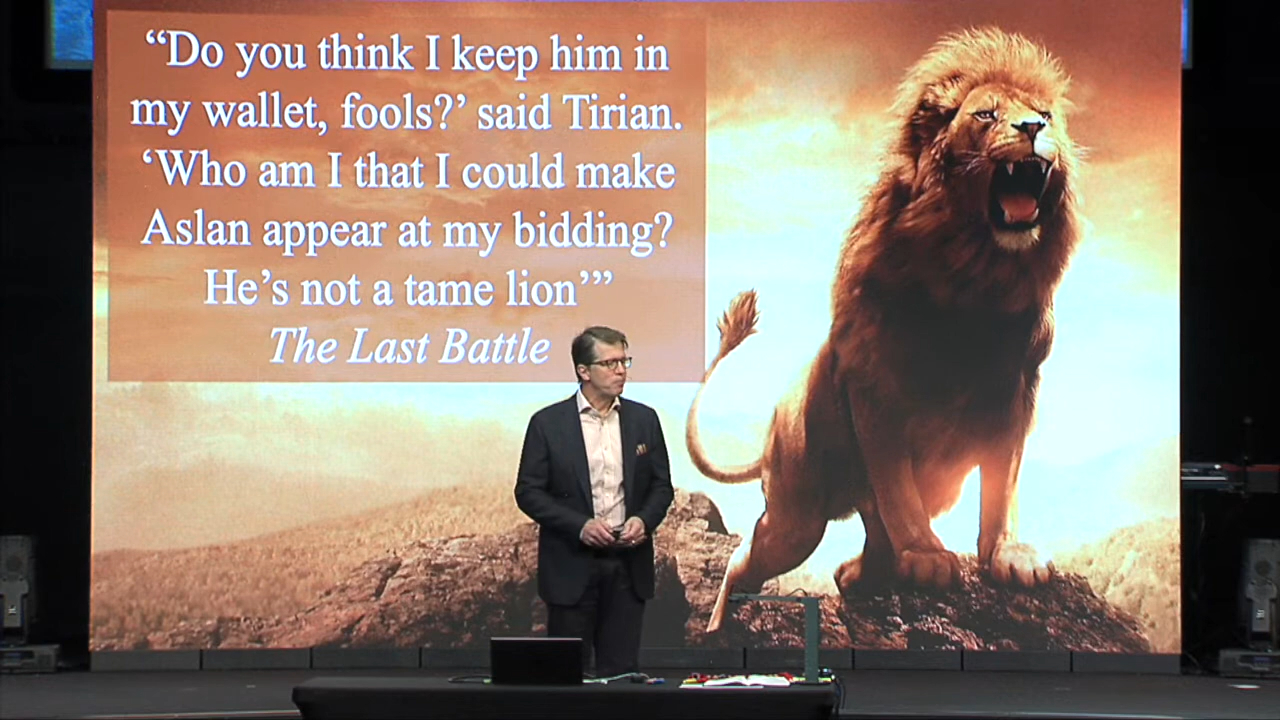 “Do you think I keep him in
my wallet, fools?’ said Tirian.
‘Who am I that I could make
Aslan appear at my bidding?
He’s not a tame lion’”
The Last Battle